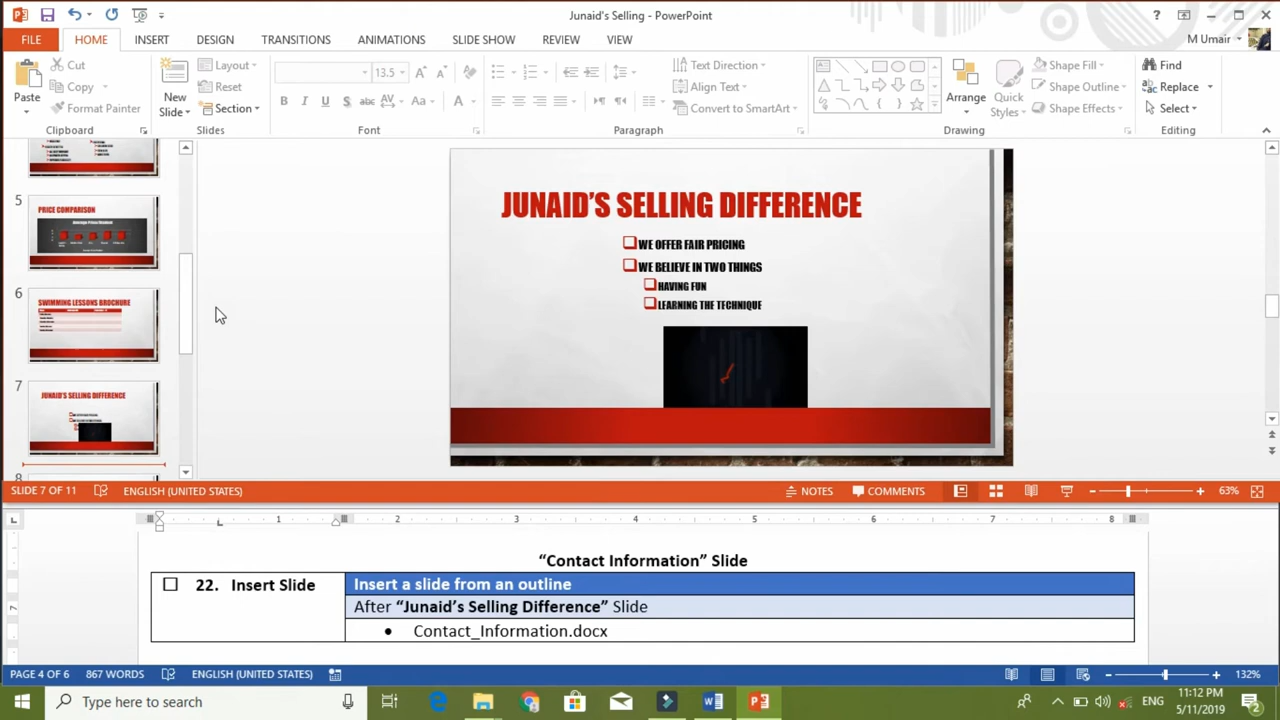 Junaid's Selling - PowerPoint
FILE
HOME
INSERT
DESIGN
TRANSITIONS
ANIMATIONS
SLIDE SHOW
REVIEW
VIEW
M Umair
Paste
Cut
Copy
Format Painter
Clipboard
New
Slide
Layout
Reset
Section
Slides
13.5
Font
Text Direction
Align Text
Convert to SmartArt
Paragraph
Arrange
Quick
Styles
Shape Fill
Shape Outline
Shape Effects
Drawing
Find
Replace
Select
Editing
5
PRICE COMPARISON
6
SWIMMING LESSONS BROCHURE
7
JUNAID'S SELLING DIFFERENCE
8
JUNAID'S SELLING DIFFERENCE
WE OFFER FAIR PRICING
WE BELIEVE IN TWO THINGS
HAVING FUN
LEARNING THE TECHNIQUE
SLIDE 7 OF 11
ENGLISH (UNITED STATES)
NOTES
COMMENTS
63%
1 2 3 4 5 6 7 8
"Contact Information" Slide
22. Insert Slide
Insert a slide from an outline
After "Junaid's Selling Difference" Slide
• Contact_Information.docx
PAGE 4 OF 6
867 WORDS
ENGLISH (UNITED STATES)
132%
Type here to search
ENG
11:12 PM
5/11/2019
2